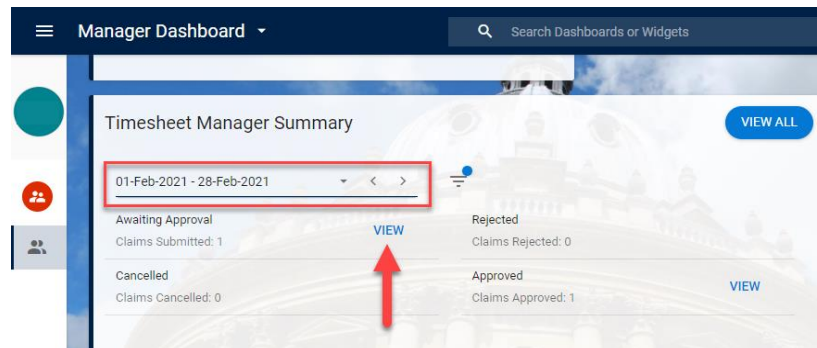 Manager Dashboard
Search Dashboards or Widgets
Timesheet Manager Summary
VIEW ALL
01-Feb-2021 - 28-Feb-2021
Awaiting Approval
Claims Submitted: 1
VIEW
Rejected
Claims Rejected: 0
Cancelled
Claims Cancelled: 0
Approved
Claims Approved: 1
VIEW